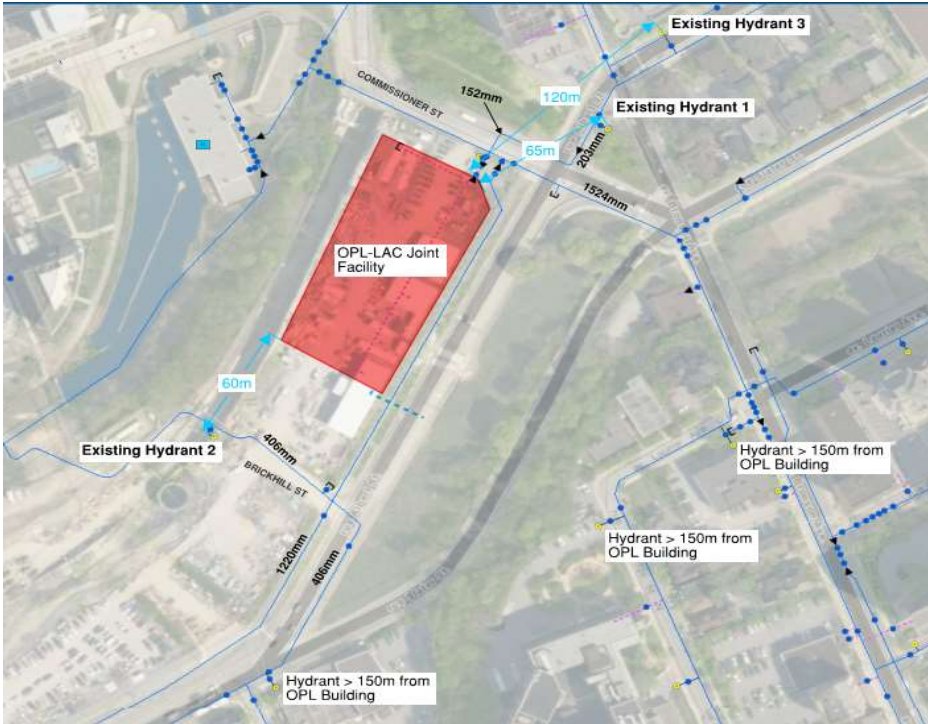 Existing Hydrant 3
COMMISSIONER ST
152mm
120m
Existing Hydrant 1
65m
203mm
1524mm
OPL-LAC Joint
Facility
60m
Existing Hydrant 2
406mm
BRICKHILL ST
Hydrant > 150m from
OPL Building
Hydrant > 150m from
OPL Building
1220mm
406mm
Hydrant > 150m from
OPL Building